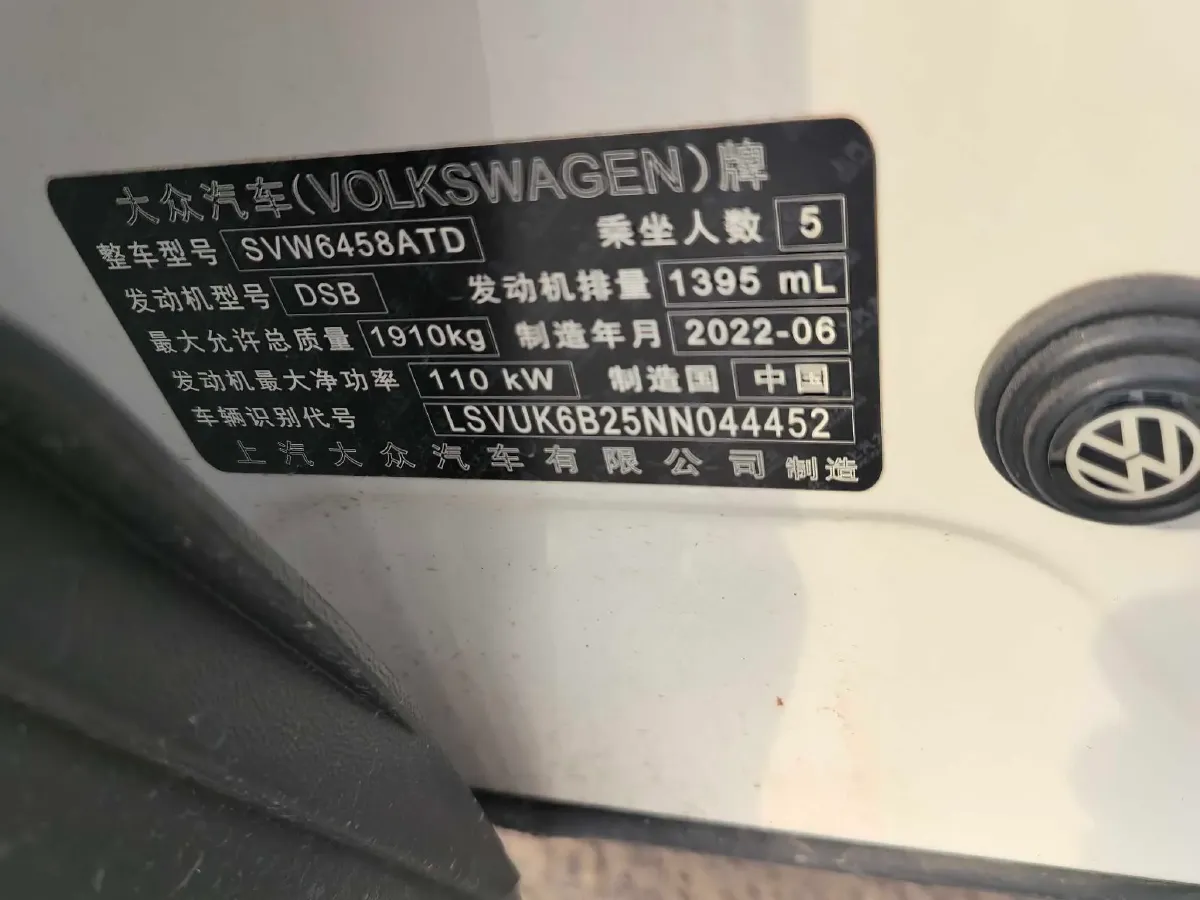 大众汽车(VOLKSWAGEN)牌
整车型号 SVW6458ATD 乘坐人数 5
发动机型号 DSB 发动机排量 1395 mL
最大允许总质量 1910kg 制造年月 2022-06
发动机最大净功率 110 kW 制造国 中国
车辆识别代号 LSVUK6B25NN044452
上汽大众汽车有限公司 制造